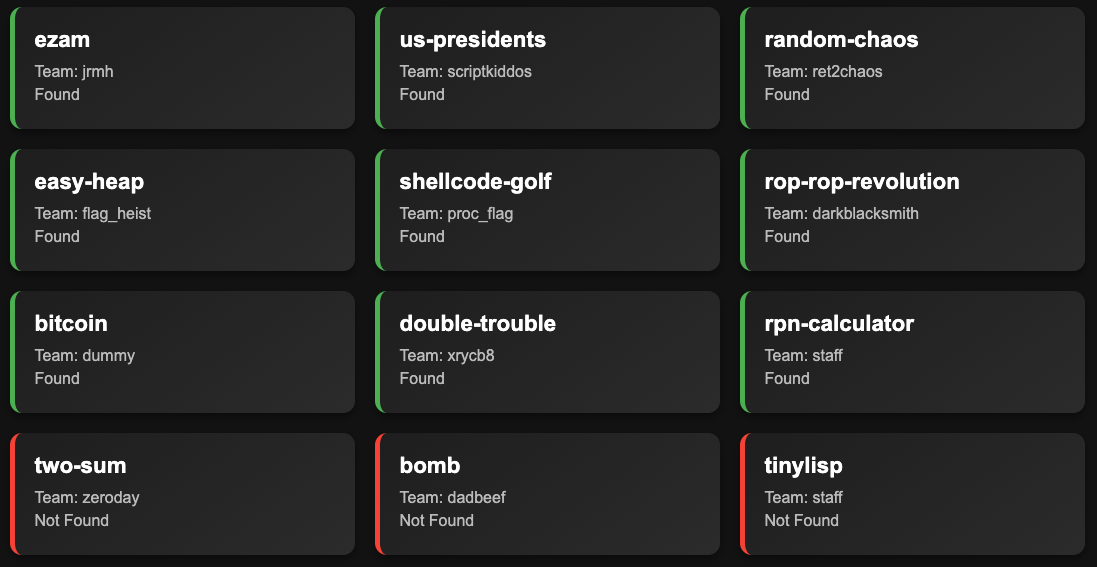 ezam
Team: jrmh
Found
us-presidents
Team: scriptkiddos
Found
random-chaos
Team: ret2chaos
Found
easy-heap
Team: flag_heist
Found
shellcode-golf
Team: proc_flag
Found
rop-rop-revolution
Team: darkblacksmith
Found
bitcoin
Team: dummy
Found
double-trouble
Team: xrycb8
Found
rpn-calculator
Team: staff
Found
two-sum
Team: zeroday
Not Found
bomb
Team: dadbeef
Not Found
tinylisp
Team: staff
Not Found